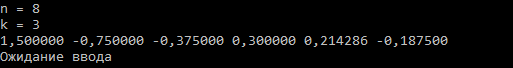 n = 8
k = 3
1,500000 -0,750000 -0,375000 0,300000 0,214286 -0,187500
Ожидание ввода